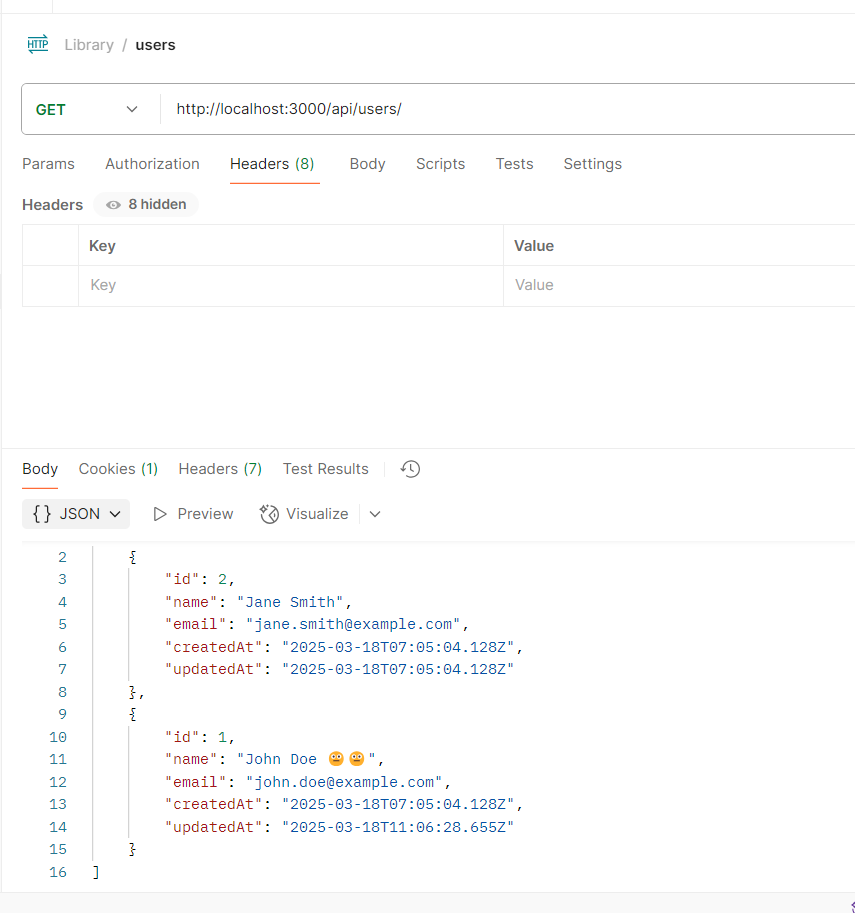 HTTP Library / users
GET http://localhost:3000/api/users/
Params Authorization Headers (8) Body Scripts Tests Settings
Headers 8 hidden
Key Value
Key Value
Body Cookies (1) Headers (7) Test Results
{} JSON Preview Visualize
2 {
3 "id": 2,
4 "name": "Jane Smith",
5 "email": "jane.smith@example.com",
6 "createdAt": "2025-03-18T07:05:04.128Z",
7 "updatedAt": "2025-03-18T07:05:04.128Z"
8 },
9 {
10 "id": 1,
11 "name": "John Doe 😀😀",
12 "email": "john.doe@example.com",
13 "createdAt": "2025-03-18T07:05:04.128Z",
14 "updatedAt": "2025-03-18T11:06:28.655Z"
15 }
16 ]